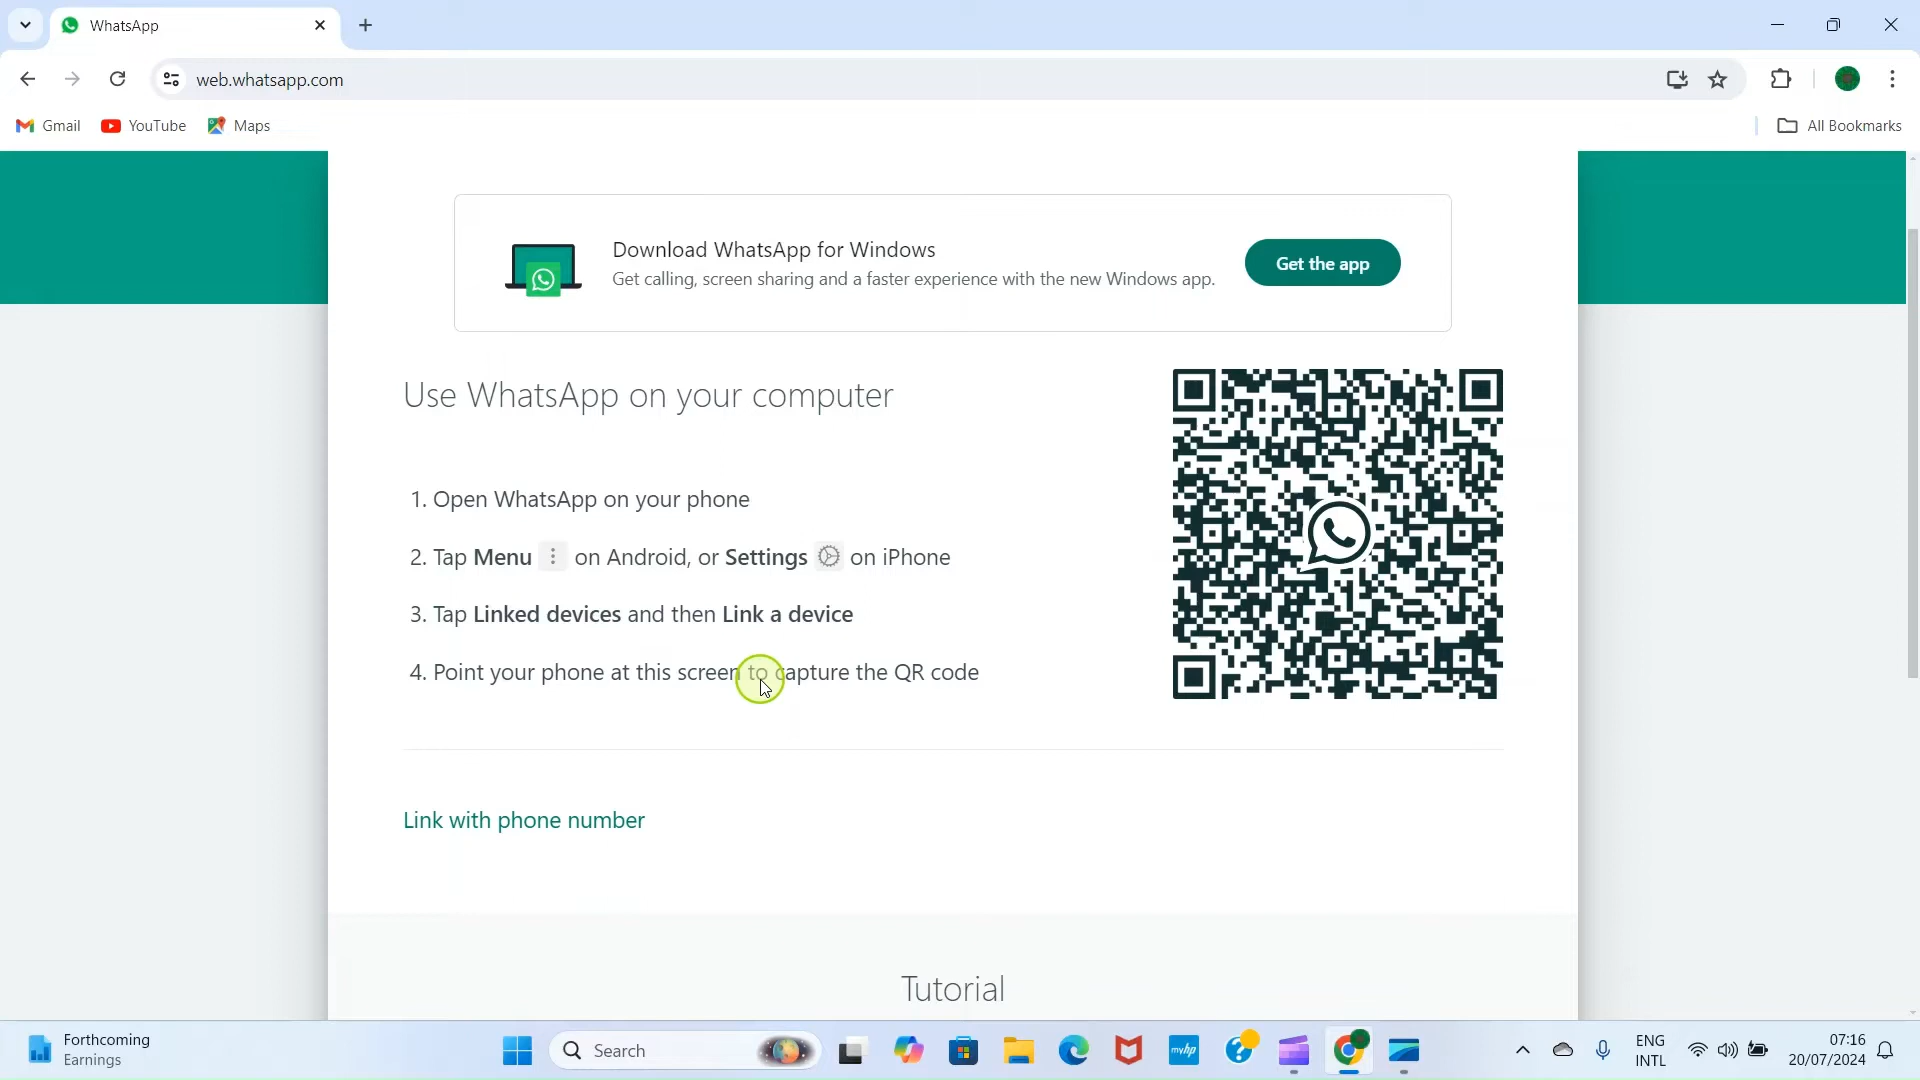 WhatsApp
web.whatsapp.com
Gmail YouTube Maps All Bookmarks
Download WhatsApp for Windows
Get calling, screen sharing and a faster experience with the new Windows app.
Get the app
Use WhatsApp on your computer
1. Open WhatsApp on your phone
2. Tap Menu on Android, or Settings on iPhone
3. Tap Linked devices and then Link a device
4. Point your phone at this screen to capture the QR code
Link with phone number
Tutorial
Forthcoming
Earnings
Search
myhp
ENG
INTL
07:16
20/07/2024